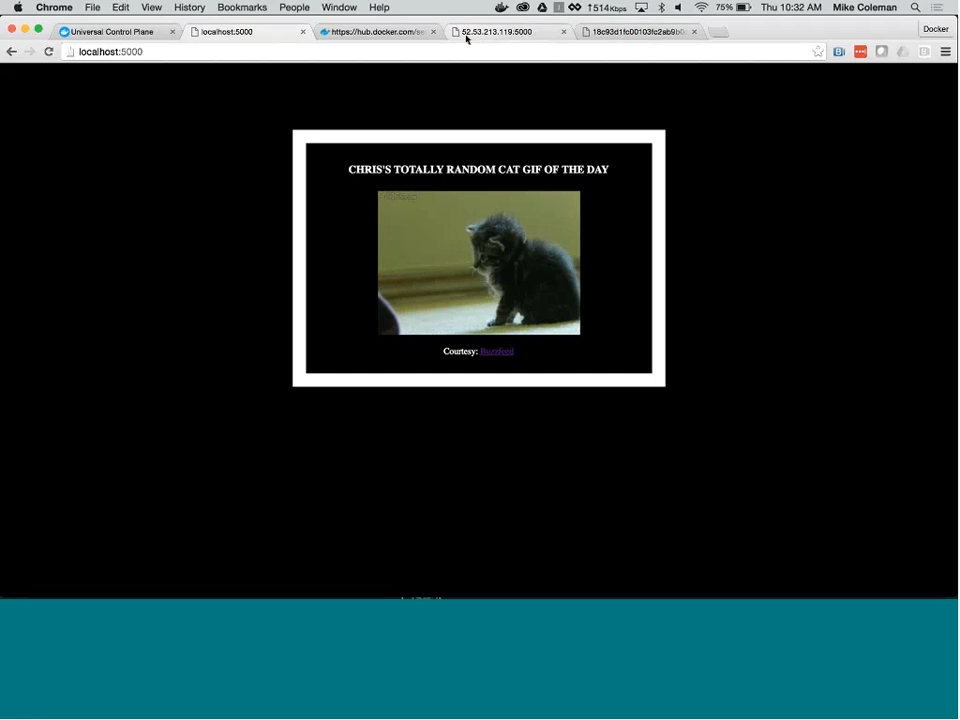 Chrome File Edit View History Bookmarks People Window Help 514Kbps 75% Thu 10:32 AM Mike Coleman
Universal Control Plane localhost:5000 https://hub.docker.com/se 52.53.213.119:5000 18c93d1fc00103fc2ab9b0c Docker
localhost:5000
CHRIS'S TOTALLY RANDOM CAT GIF OF THE DAY
Courtesy: Buzzfeed